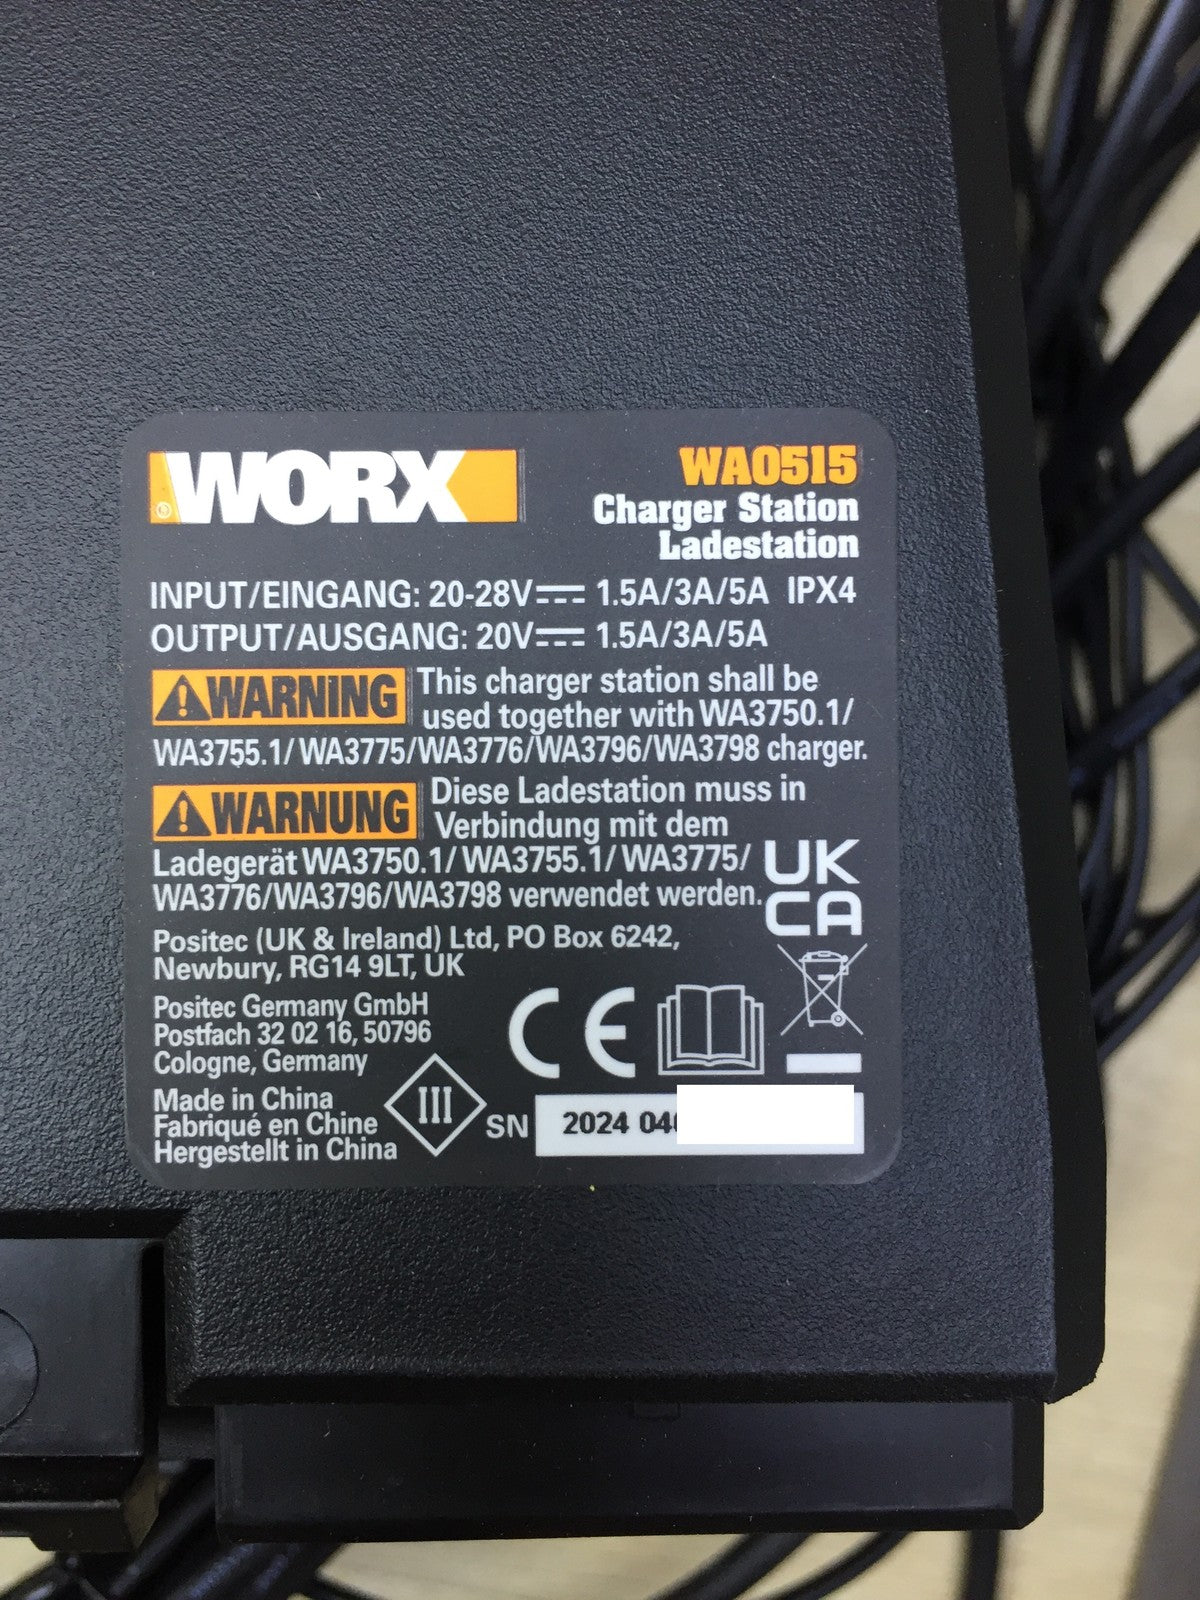 WORX
®
WA0515
Charger Station
Ladestation
INPUT/EINGANG: 20-28V⎓ 1.5A/3A/5A IPX4
OUTPUT/AUSGANG: 20V⎓ 1.5A/3A/5A
WARNING This charger station shall be
used together with WA3750.1/
WA3755.1/ WA3775/WA3776/WA3796/WA3798 charger.
WARNUNG Diese Ladestation muss in
Verbindung mit dem
Ladegerät WA3750.1/ WA3755.1/ WA3775/
WA3776/WA3796/WA3798 verwendet werden.
UK
CA
Positec (UK & Ireland) Ltd, PO Box 6242,
Newbury, RG14 9LT, UK
Positec Germany GmbH
Postfach 32 02 16, 50796
Cologne, Germany
CE
Made in China
Fabriqué en Chine
Hergestellt in China
III
SN 2024 04